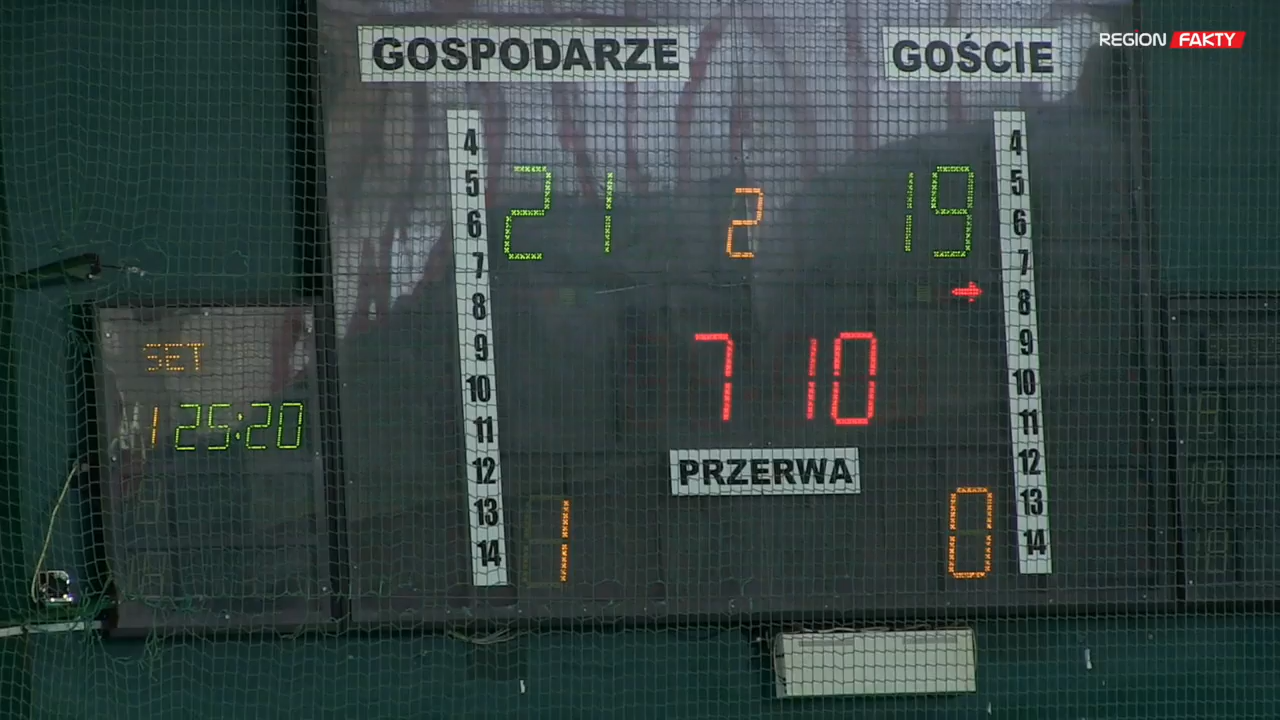 REGION FAKTY
GOSPODARZE GOŚCIE
4 4
5 5
21 2 19
6 6
7 7
8 8
SET
9 9
7 10
10 10
1 25:20
11 11
PRZERWA
12 12
13 13
1 0
14 14